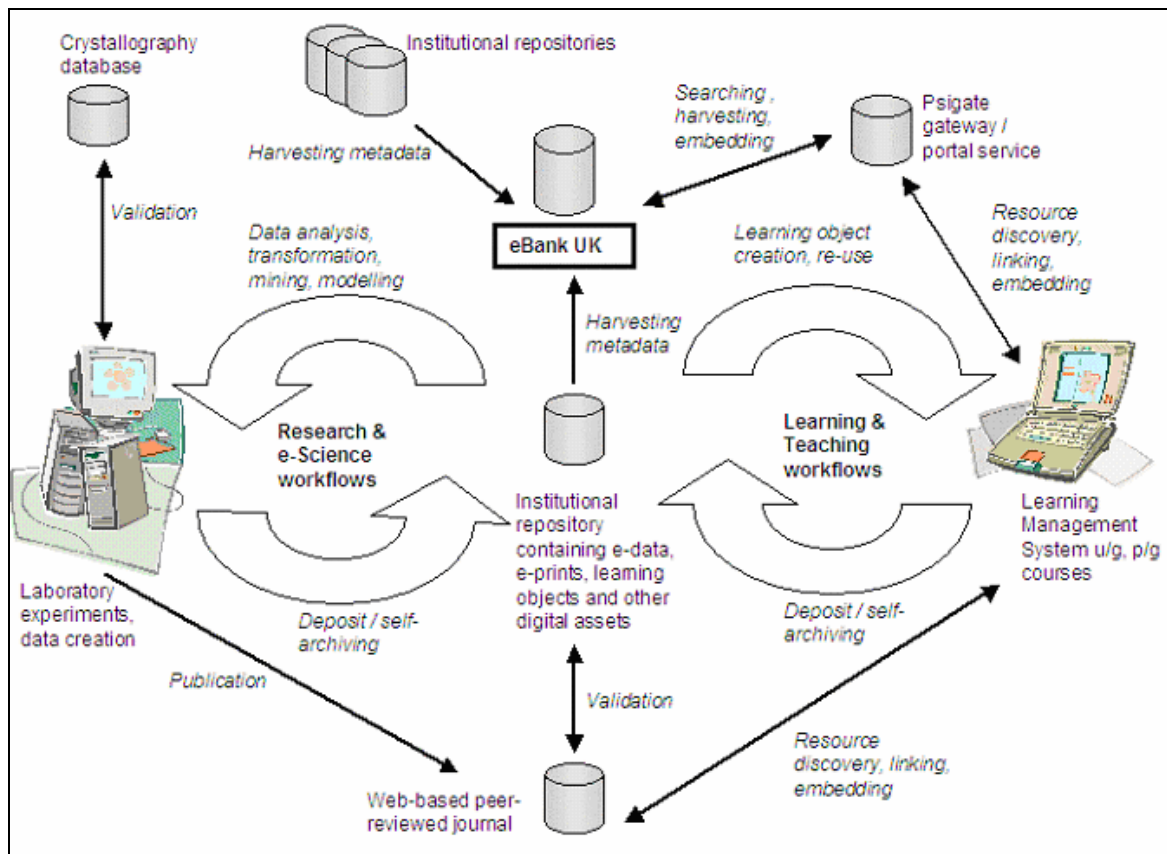 Crystallography
database
Institutional repositories
Searching ,
harvesting,
embedding
Psigate
gateway /
portal service
Harvesting metadata
Validation
eBank UK
Data analysis,
transformation,
mining, modelling
Learning object
creation, re-use
Resource
discovery,
linking,
embedding
Harvesting
metadata
Research &
e-Science
workflows
Learning &
Teaching
workflows
Institutional
repository
containing e-data,
e-prints, learning
objects and other
digital assets
Learning
Management
System u/g, p/g
courses
Laboratory
experiments,
data creation
Deposit / self-
archiving
Deposit / self-
archiving
Publication
Validation
Resource
discovery, linking,
embedding
Web-based peer-
reviewed journal